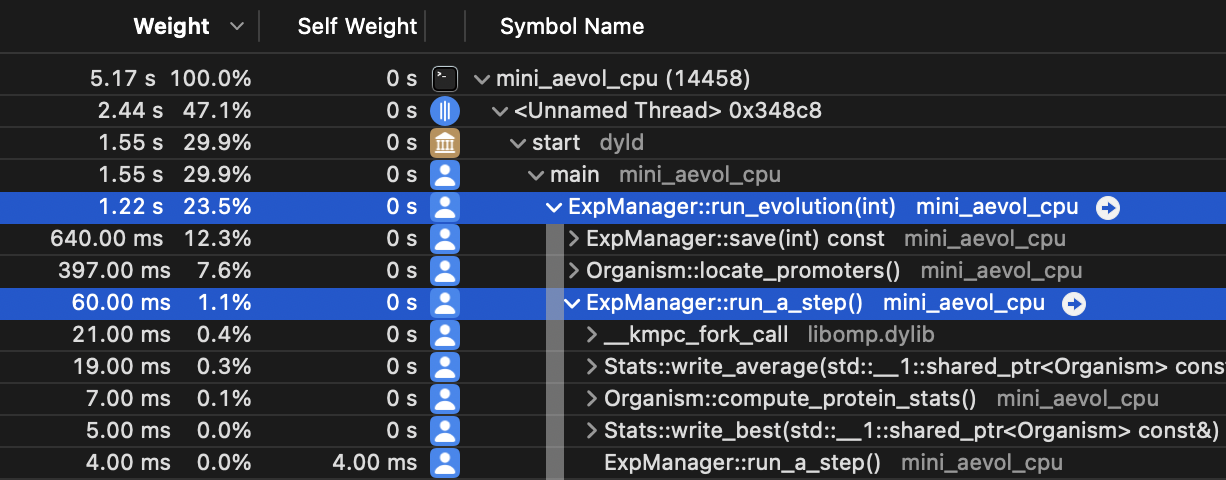 Weight Self Weight Symbol Name
5.17 s 100.0% 0 s mini_aevol_cpu (14458)
2.44 s 47.1% 0 s <Unnamed Thread> 0x348c8
1.55 s 29.9% 0 s start dyld
1.55 s 29.9% 0 s main mini_aevol_cpu
1.22 s 23.5% 0 s ExpManager::run_evolution(int) mini_aevol_cpu
640.00 ms 12.3% 0 s ExpManager::save(int) const mini_aevol_cpu
397.00 ms 7.6% 0 s Organism::locate_promoters() mini_aevol_cpu
60.00 ms 1.1% 0 s ExpManager::run_a_step() mini_aevol_cpu
21.00 ms 0.4% 0 s __kmpc_fork_call libomp.dylib
19.00 ms 0.3% 0 s Stats::write_average(std::__1::shared_ptr<Organism> cons
7.00 ms 0.1% 0 s Organism::compute_protein_stats() mini_aevol_cpu
5.00 ms 0.0% 0 s Stats::write_best(std::__1::shared_ptr<Organism> const&)
4.00 ms 0.0% 4.00 ms ExpManager::run_a_step() mini_aevol_cpu